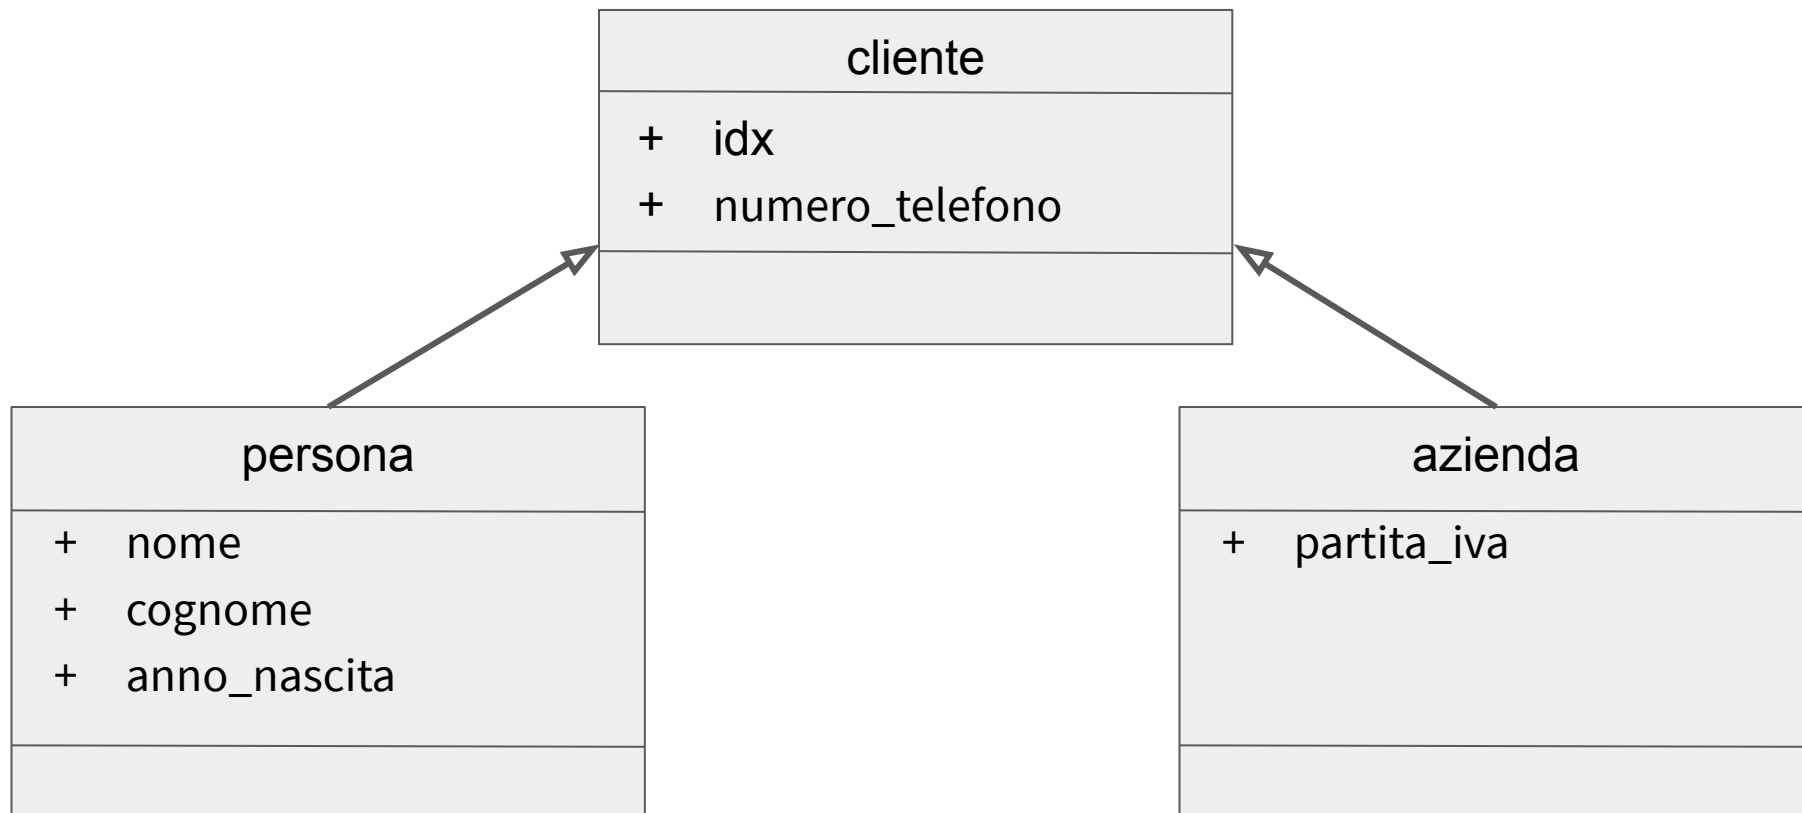 cliente
+ idx
+ numero_telefono
persona
+ nome
+ cognome
+ anno_nascita
azienda
+ partita_iva